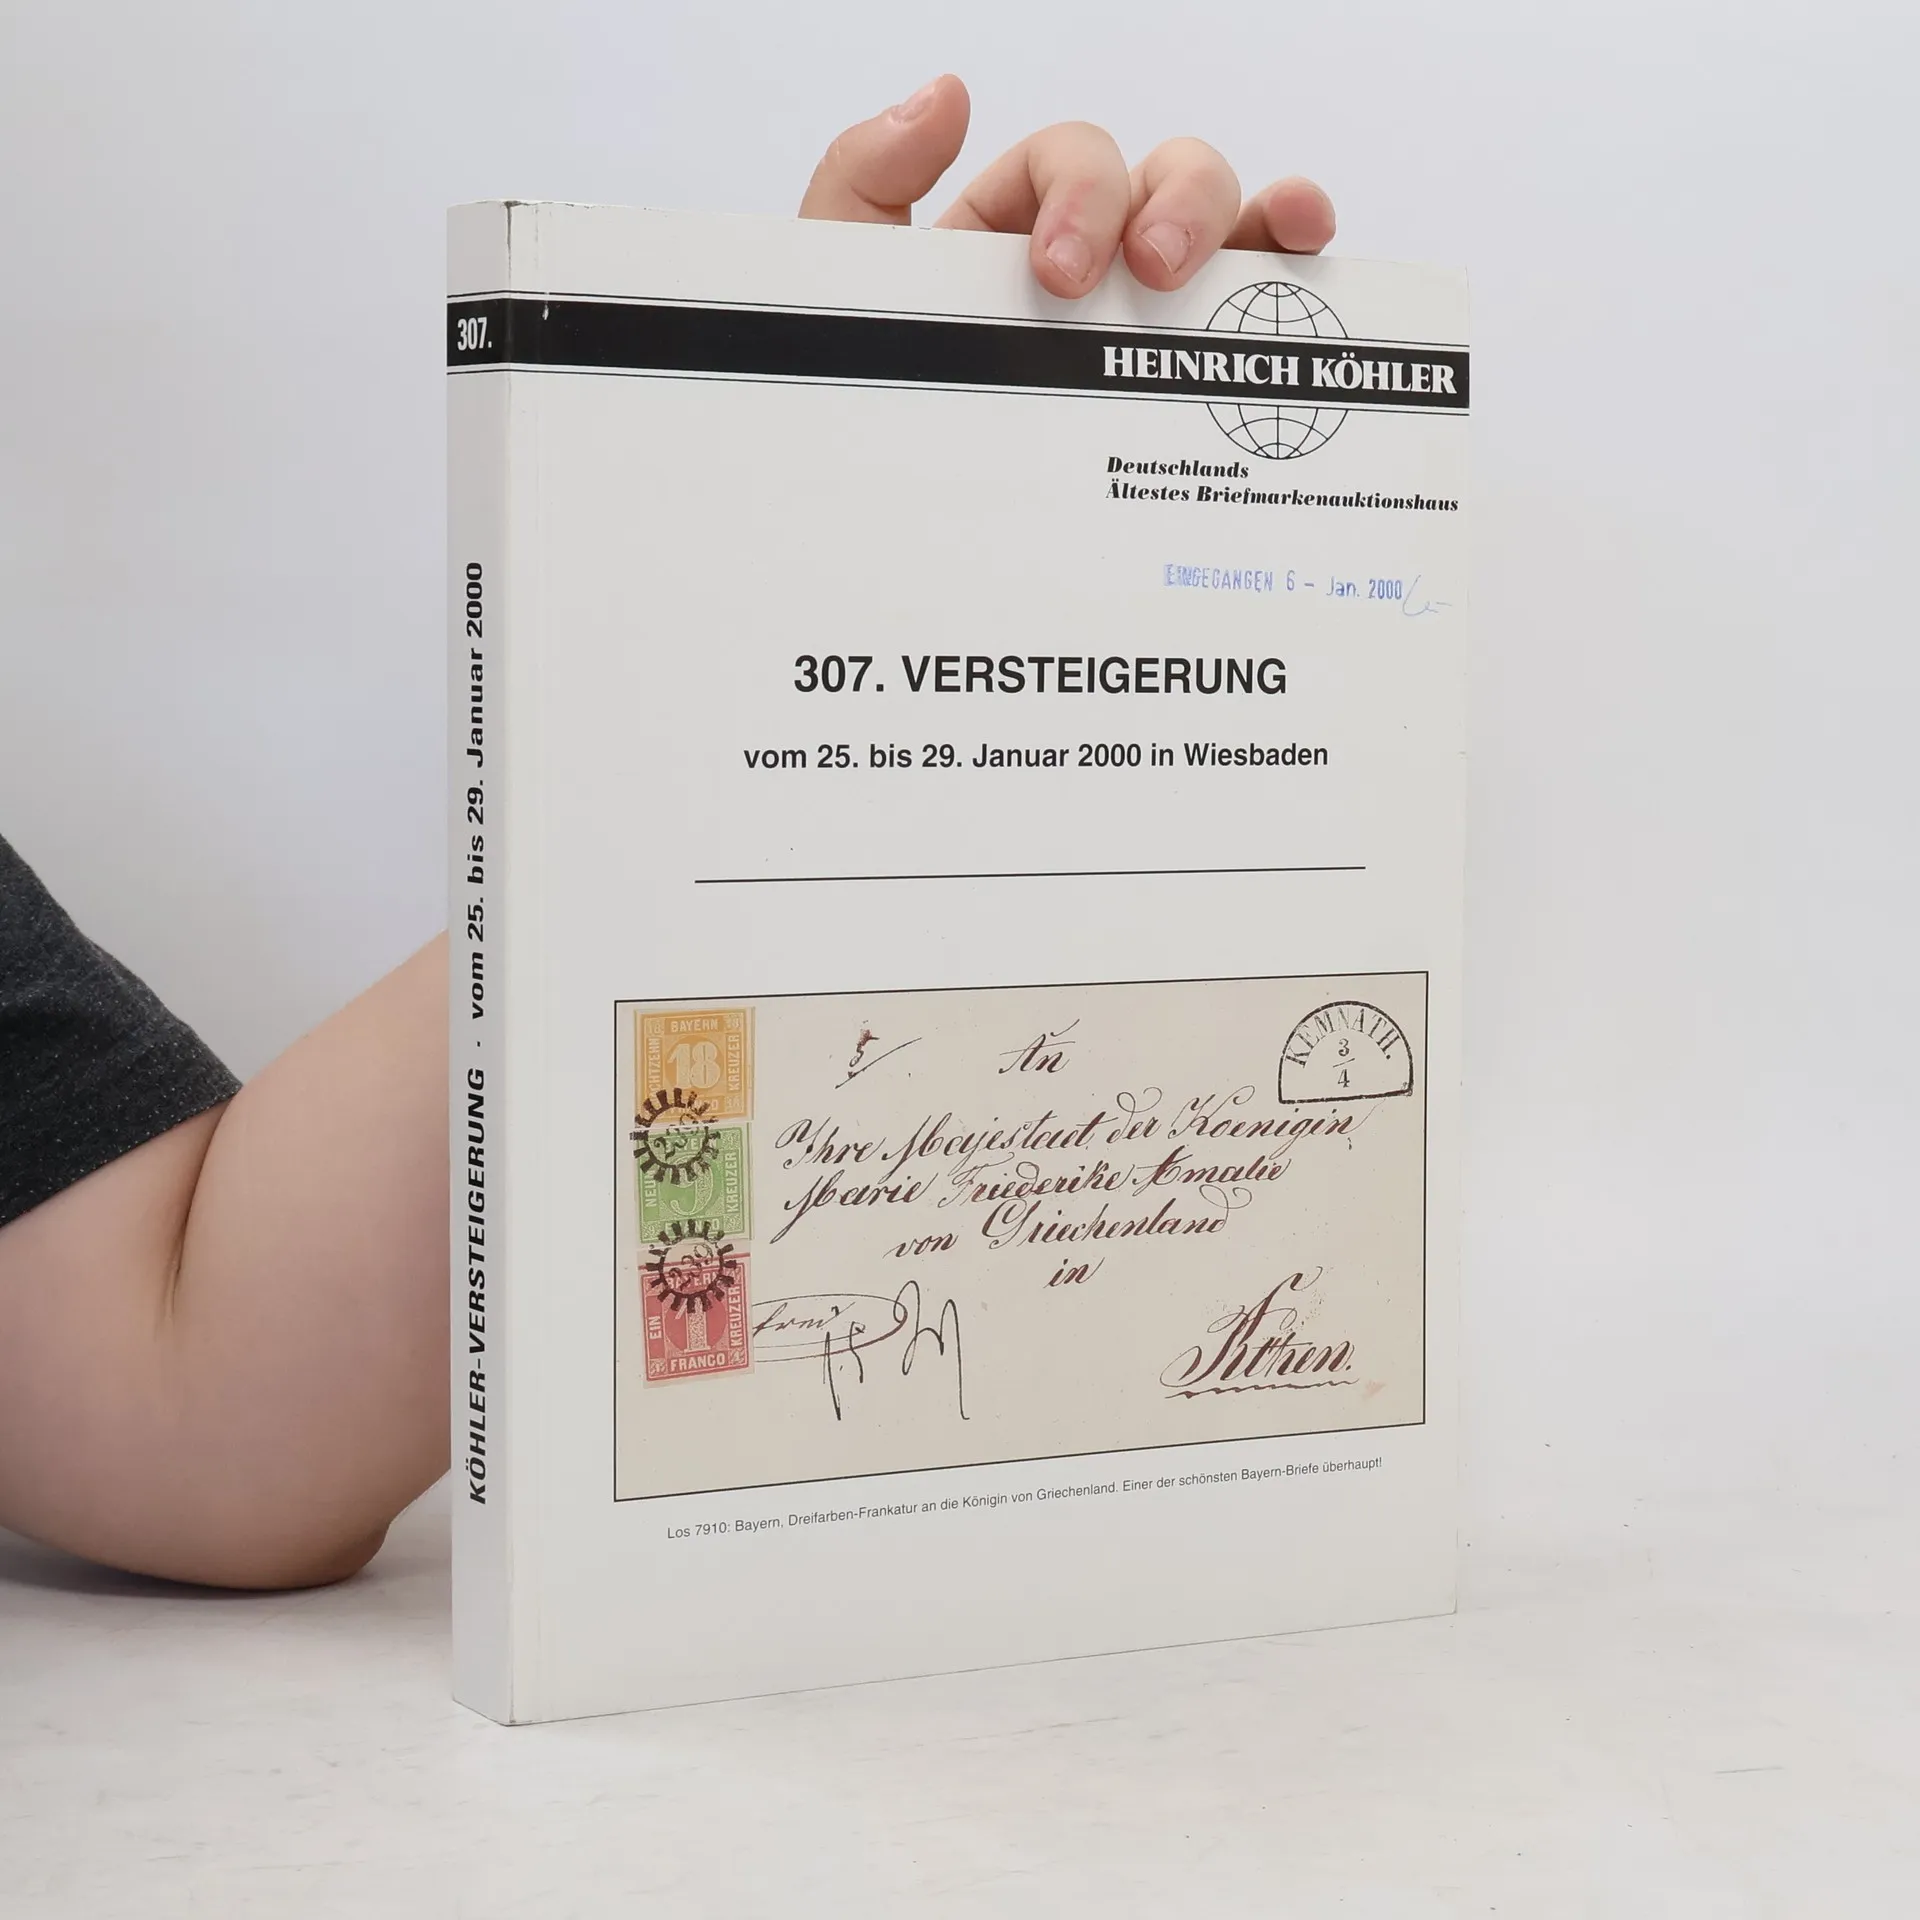 307.
KÖHLER-VERSTEIGERUNG - vom 25. bis 29. Januar 2000
HEINRICH KÖHLER
Deutschlands
Ältestes Briefmarkenauktionshaus
EINGEGANGEN 6 - Jan. 2000
307. VERSTEIGERUNG
vom 25. bis 29. Januar 2000 in Wiesbaden
BAYERN
18
KREUZER
KREUZER
239
EIN
1
KREUZER
FRANCO
An
KEMNATH.
3
4
Ihre Majestaet der Koenigin
Marie Friederike Amalie
von Griechenland
in
Athen.
Los 7910: Bayern, Dreifarben-Frankatur an die Königin von Griechenland. Einer der schönsten Bayern-Briefe überhaupt!